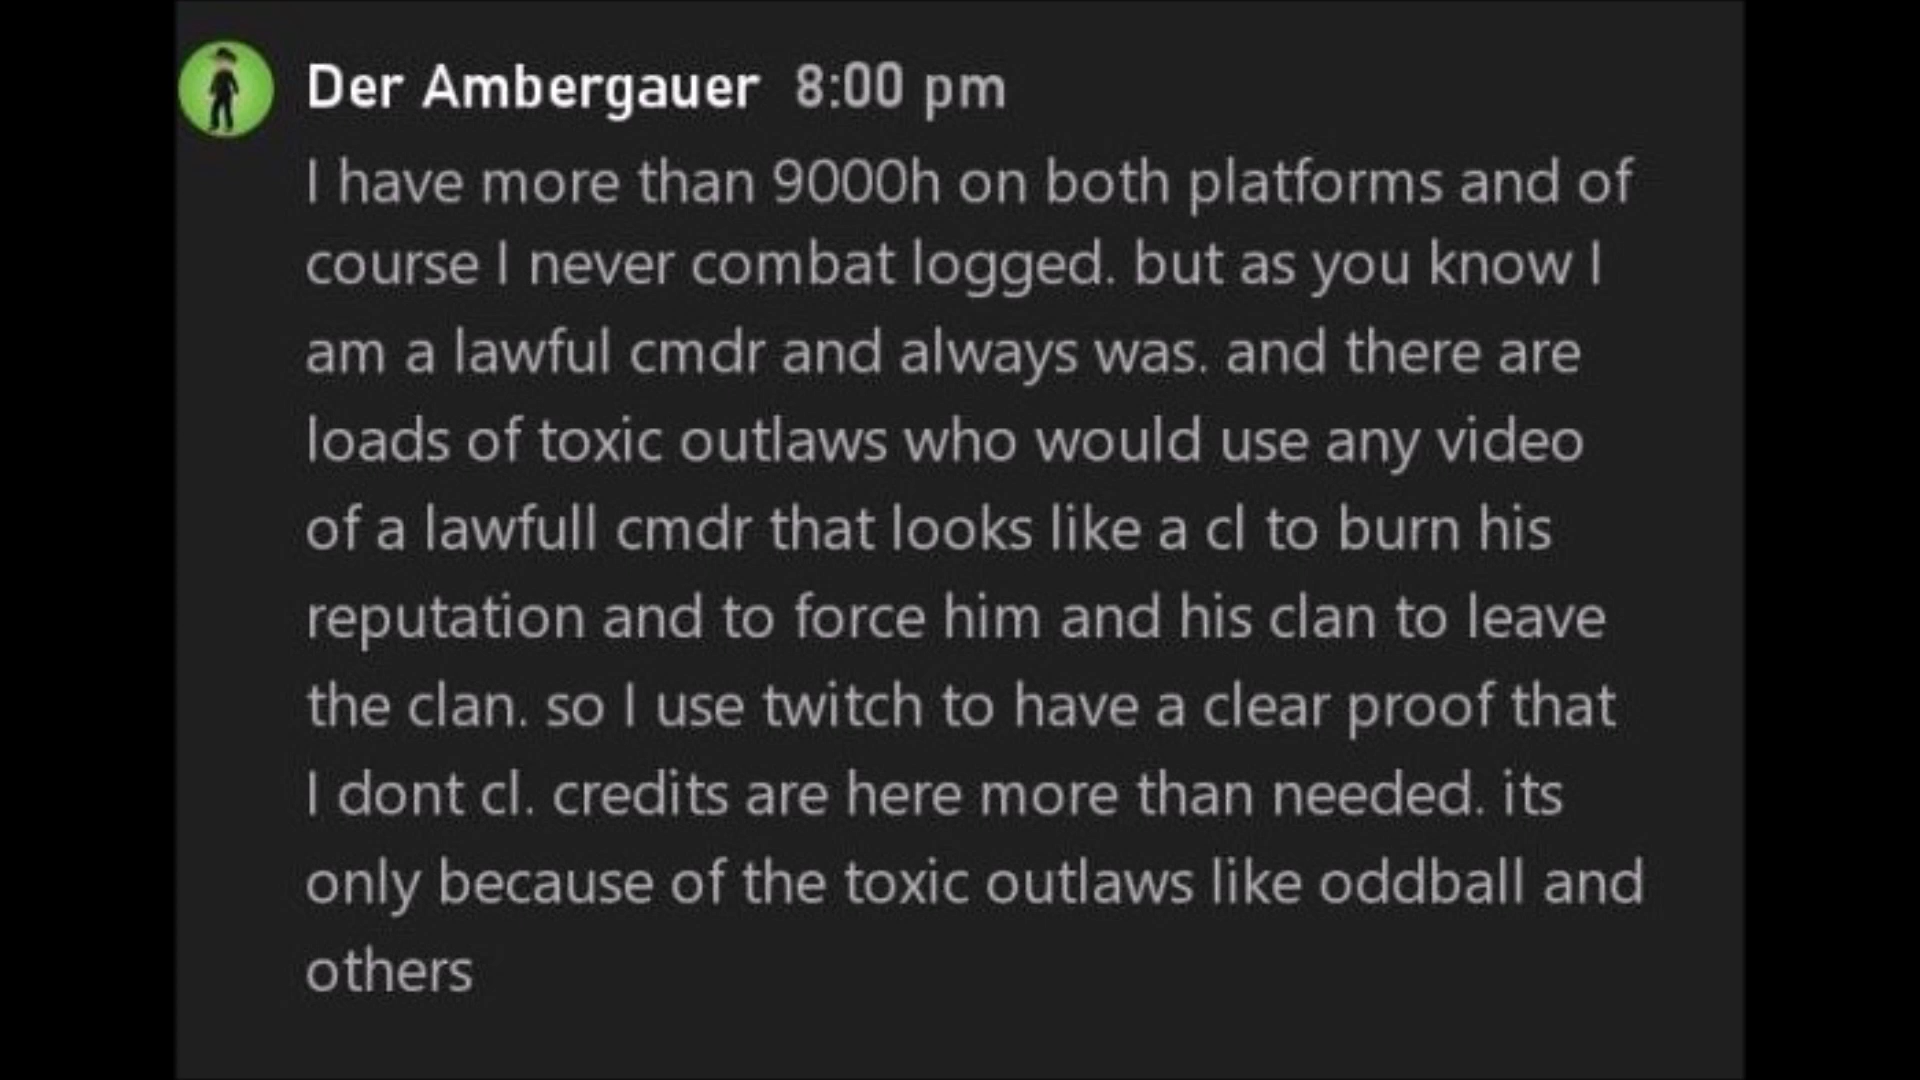 Der Ambergauer 8:00 pm
I have more than 9000h on both platforms and of
course I never combat logged. but as you know I
am a lawful cmdr and always was. and there are
loads of toxic outlaws who would use any video
of a lawfull cmdr that looks like a cl to burn his
reputation and to force him and his clan to leave
the clan. so I use twitch to have a clear proof that
I dont cl. credits are here more than needed. its
only because of the toxic outlaws like oddball and
others